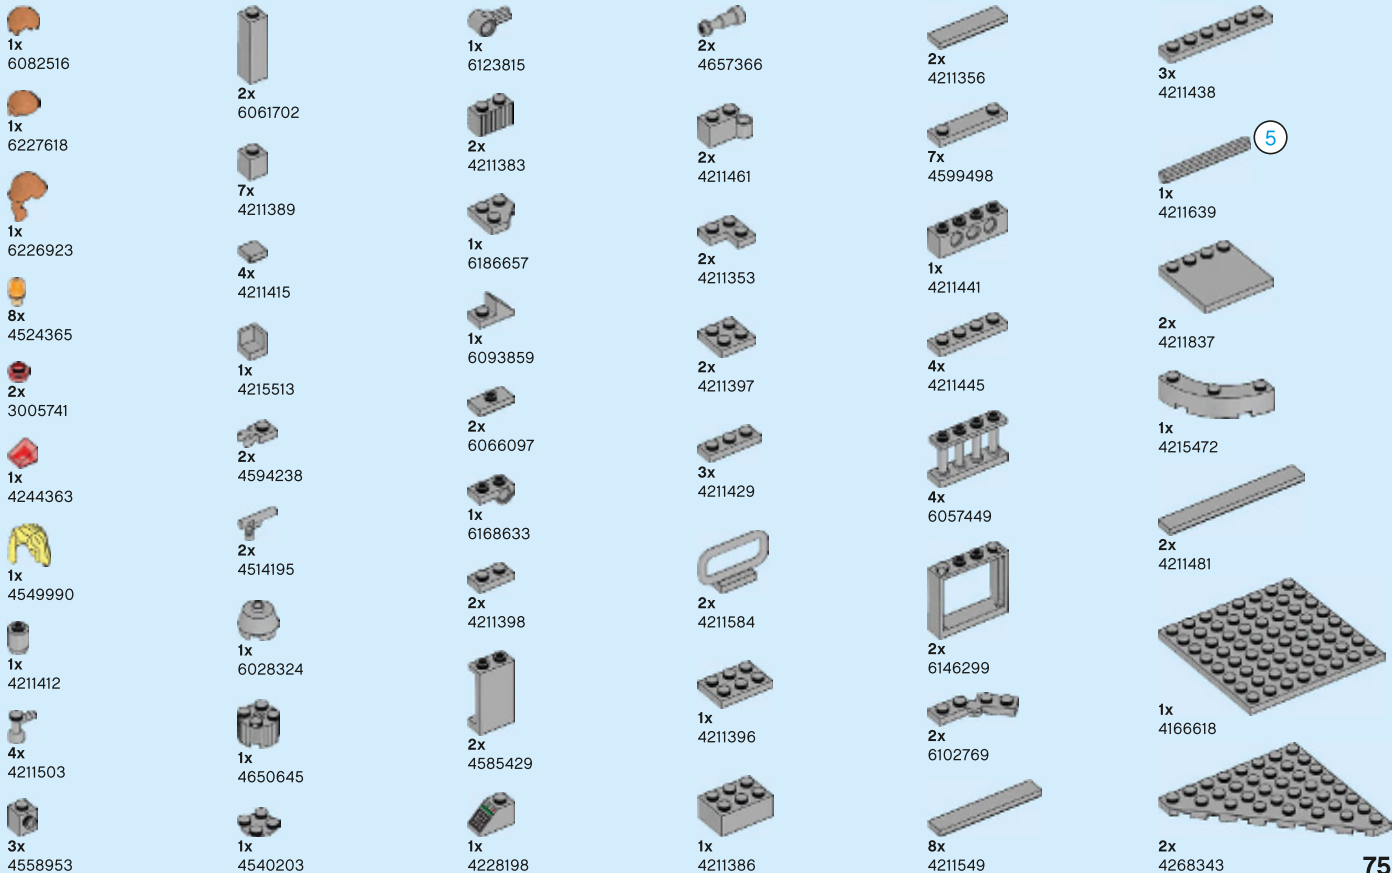 1x
6082516
1x
6227618
1x
6226923
8x
4524365
2x
3005741
1x
4244363
1x
4549990
1x
4211412
4x
4211503
3x
4558953
2x
6061702
7x
4211389
4x
4211415
1x
4215513
2x
4594238
2x
4514195
1x
6028324
1x
4650645
1x
4540203
1x
6123815
2x
4211383
1x
6186657
1x
6093859
2x
6066097
1x
6168633
2x
4211398
2x
4585429
1x
4228198
2x
4657366
2x
4211461
2x
4211353
2x
4211397
3x
4211429
2x
4211584
1x
4211396
1x
4211386
2x
4211356
7x
4599498
1x
4211441
4x
4211445
4x
6057449
2x
6146299
2x
6102769
8x
4211549
3x
4211438
5
1x
4211639
2x
4211837
1x
4215472
2x
4211481
1x
4166618
2x
4268343
75